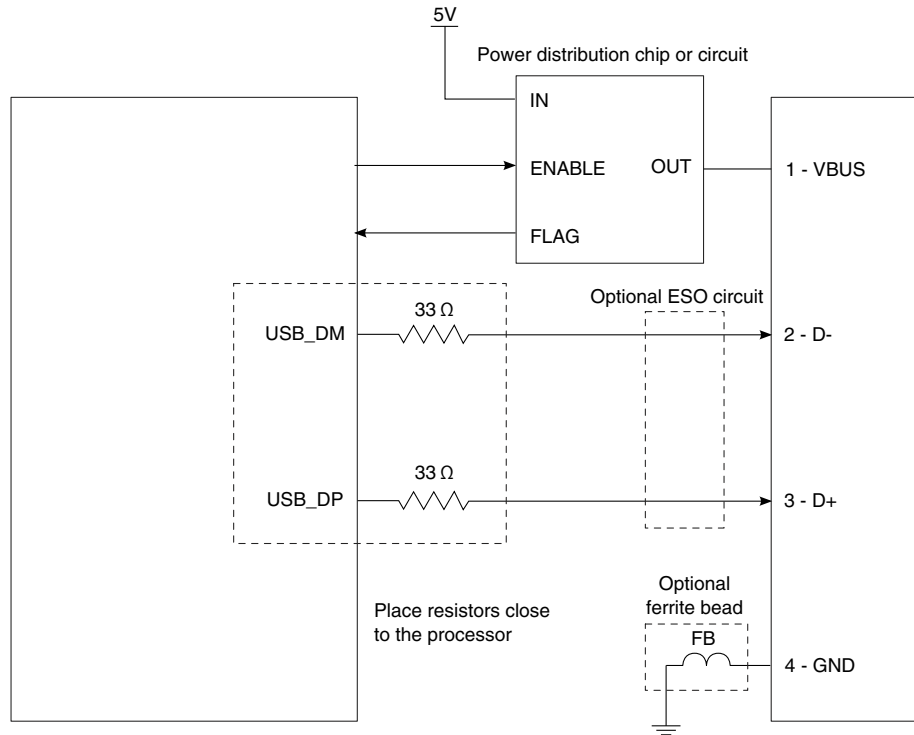 5V
Power distribution chip or circuit
IN
ENABLE
OUT
1 - VBUS
FLAG
Optional ESO circuit
33 Ω
USB_DM
2 - D-
33 Ω
USB_DP
3 - D+
Place resistors close
to the processor
Optional
ferrite bead
FB
4 - GND